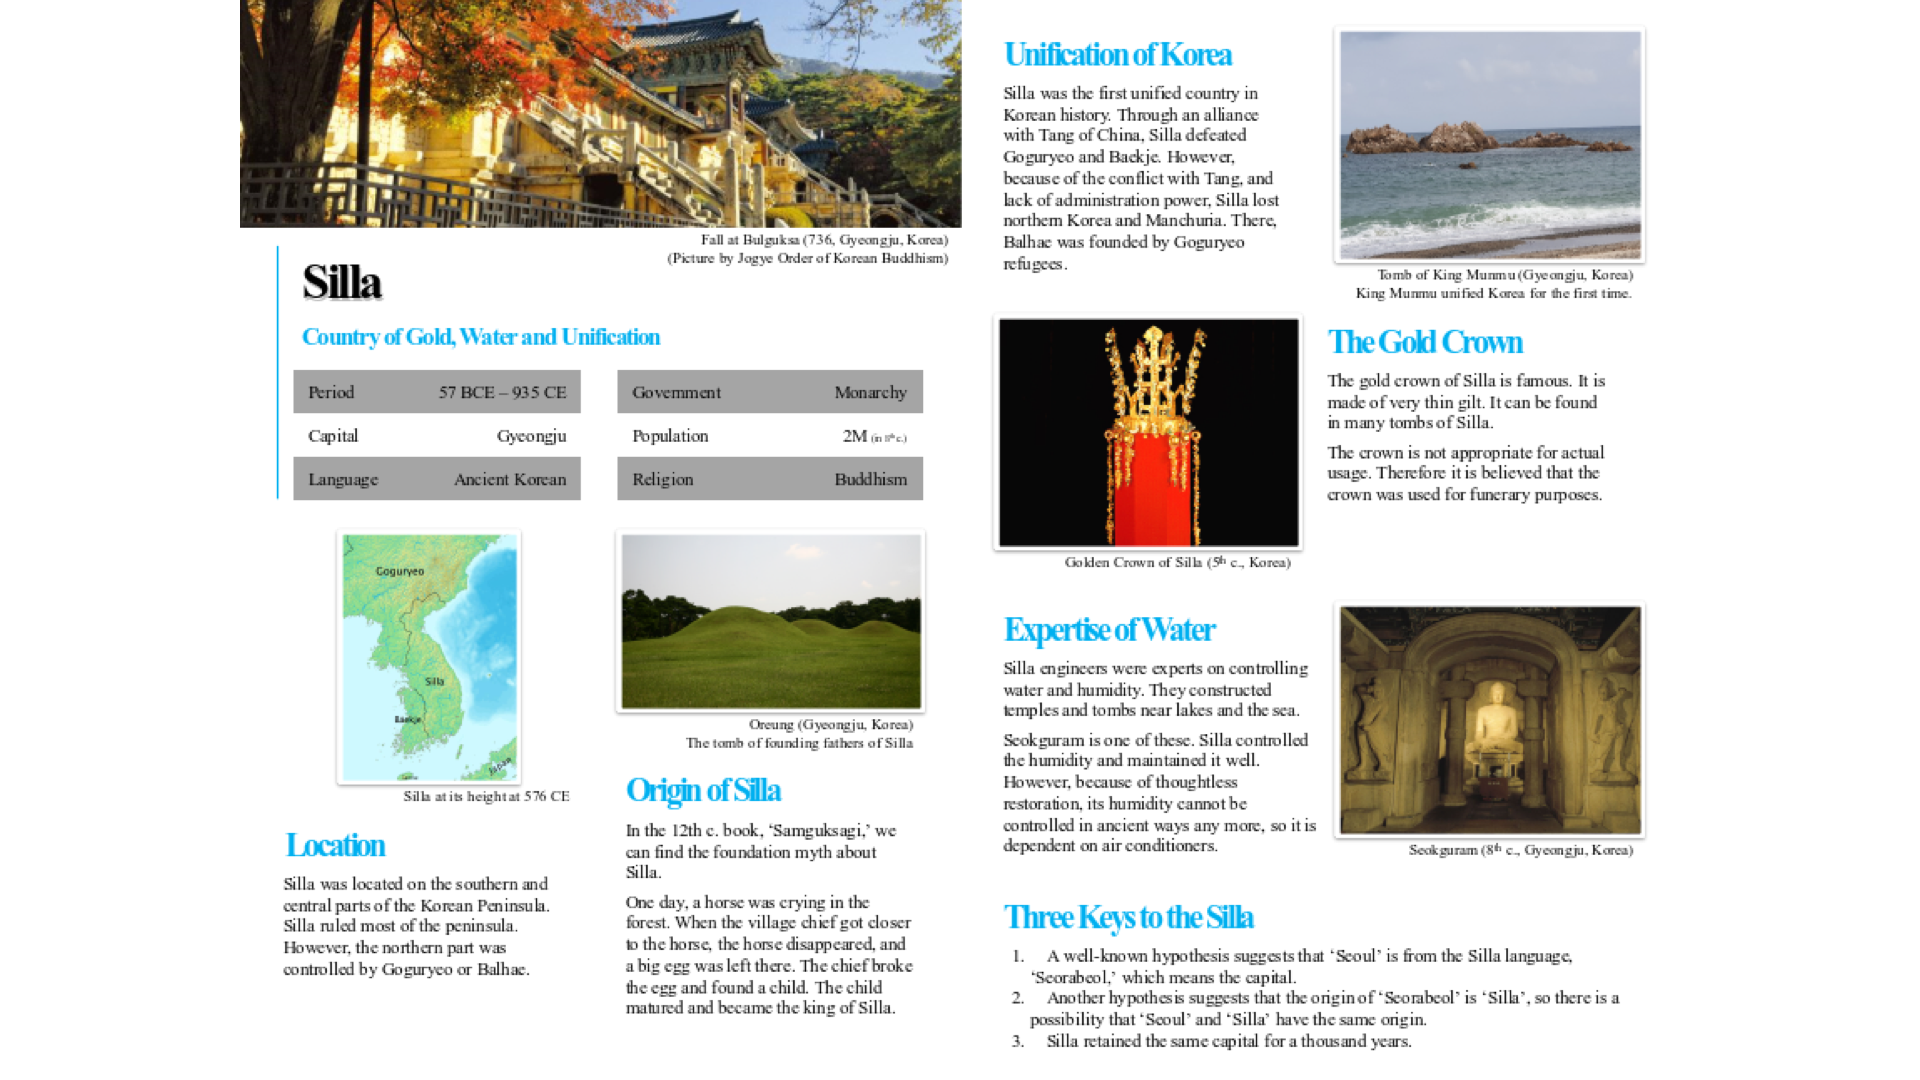 Fall at Bulguksa (736, Gyeongju, Korea)
(Picture by Jogye Order of Korean Buddhism)
Silla
Country of Gold, Water and Unification
Period 57 BCE – 935 CE
Capital Gyeongju
Language Ancient Korean
Government Monarchy
Population 2M (in 8th c.)
Religion Buddhism
Goguryeo
Silla
Baekje
Japan
Silla at its height at 576 CE
Location
Silla was located on the southern and
central parts of the Korean Peninsula.
Silla ruled most of the peninsula.
However, the northern part was
controlled by Goguryeo or Balhae.
Oreung (Gyeongju, Korea)
The tomb of founding fathers of Silla
Origin of Silla
In the 12th c. book, ‘Samguksagi,’ we
can find the foundation myth about
Silla.
One day, a horse was crying in the
forest. When the village chief got closer
to the horse, the horse disappeared, and
a big egg was left there. The chief broke
the egg and found a child. The child
matured and became the king of Silla.
Unification of Korea
Silla was the first unified country in
Korean history. Through an alliance
with Tang of China, Silla defeated
Goguryeo and Baekje. However,
because of the conflict with Tang, and
lack of administration power, Silla lost
northern Korea and Manchuria. There,
Balhae was founded by Goguryeo
refugees.
Tomb of King Munmu (Gyeongju, Korea)
King Munmu unified Korea for the first time.
Golden Crown of Silla (5th c., Korea)
The Gold Crown
The gold crown of Silla is famous. It is
made of very thin gilt. It can be found
in many tombs of Silla.
The crown is not appropriate for actual
usage. Therefore it is believed that the
crown was used for funerary purposes.
Expertise of Water
Silla engineers were experts on controlling
water and humidity. They constructed
temples and tombs near lakes and the sea.
Seokguram is one of these. Silla controlled
the humidity and maintained it well.
However, because of thoughtless
restoration, its humidity cannot be
controlled in ancient ways any more, so it is
dependent on air conditioners.
Seokguram (8th c., Gyeongju, Korea)
Three Keys to the Silla
1. A well-known hypothesis suggests that ‘Seoul’ is from the Silla language,
‘Seorabeol,’ which means the capital.
2. Another hypothesis suggests that the origin of ‘Seorabeol’ is ‘Silla’, so there is a
possibility that ‘Seoul’ and ‘Silla’ have the same origin.
3. Silla retained the same capital for a thousand years.